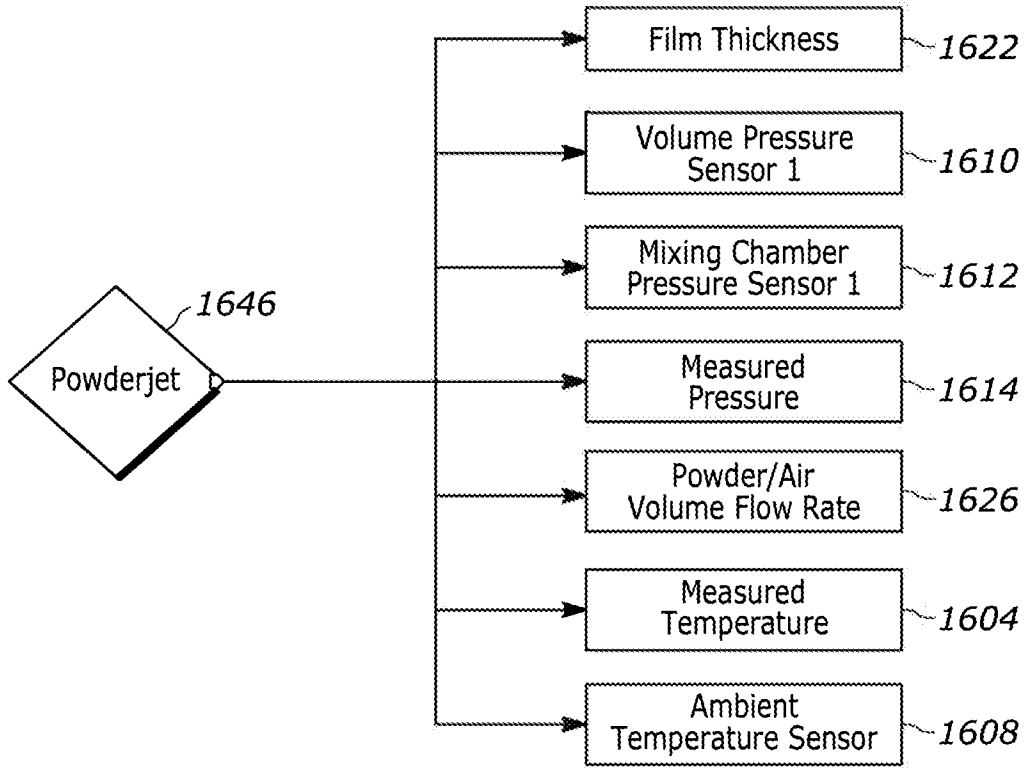 Film Thickness
1622
Volume Pressure
Sensor 1
1610
Mixing Chamber
Pressure Sensor 1
1612
1646
Powderjet
Measured
Pressure
1614
Powder/Air
Volume Flow Rate
1626
Measured
Temperature
1604
Ambient
Temperature Sensor
1608